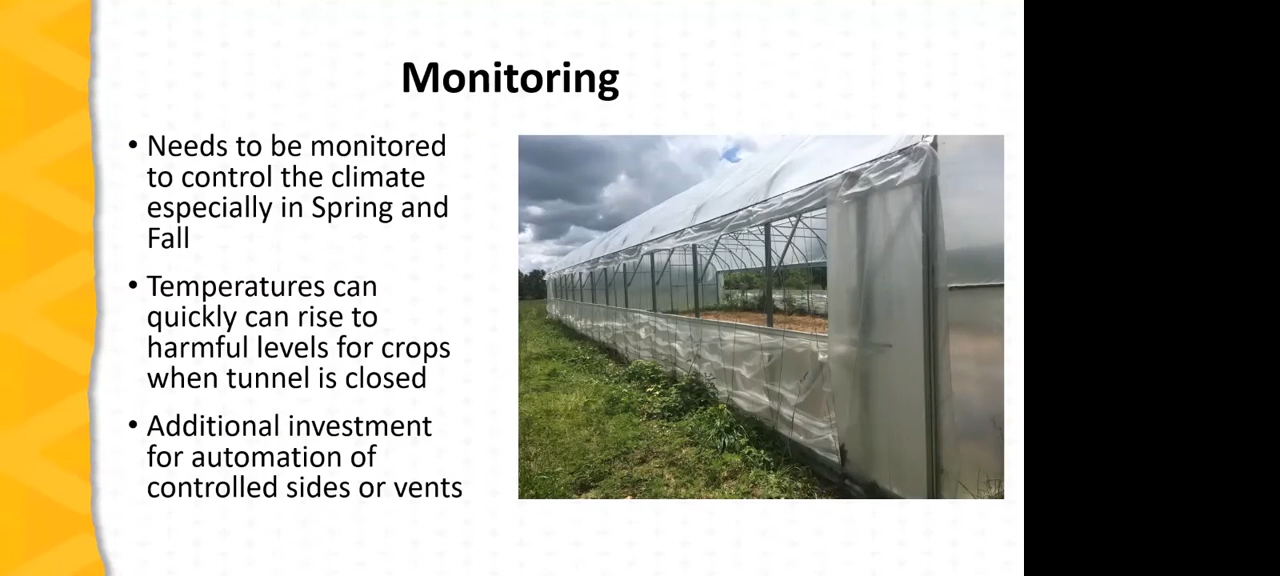 Monitoring
• Needs to be monitored
to control the climate
especially in Spring and
Fall
• Temperatures can
quickly can rise to
harmful levels for crops
when tunnel is closed
• Additional investment
for automation of
controlled sides or vents